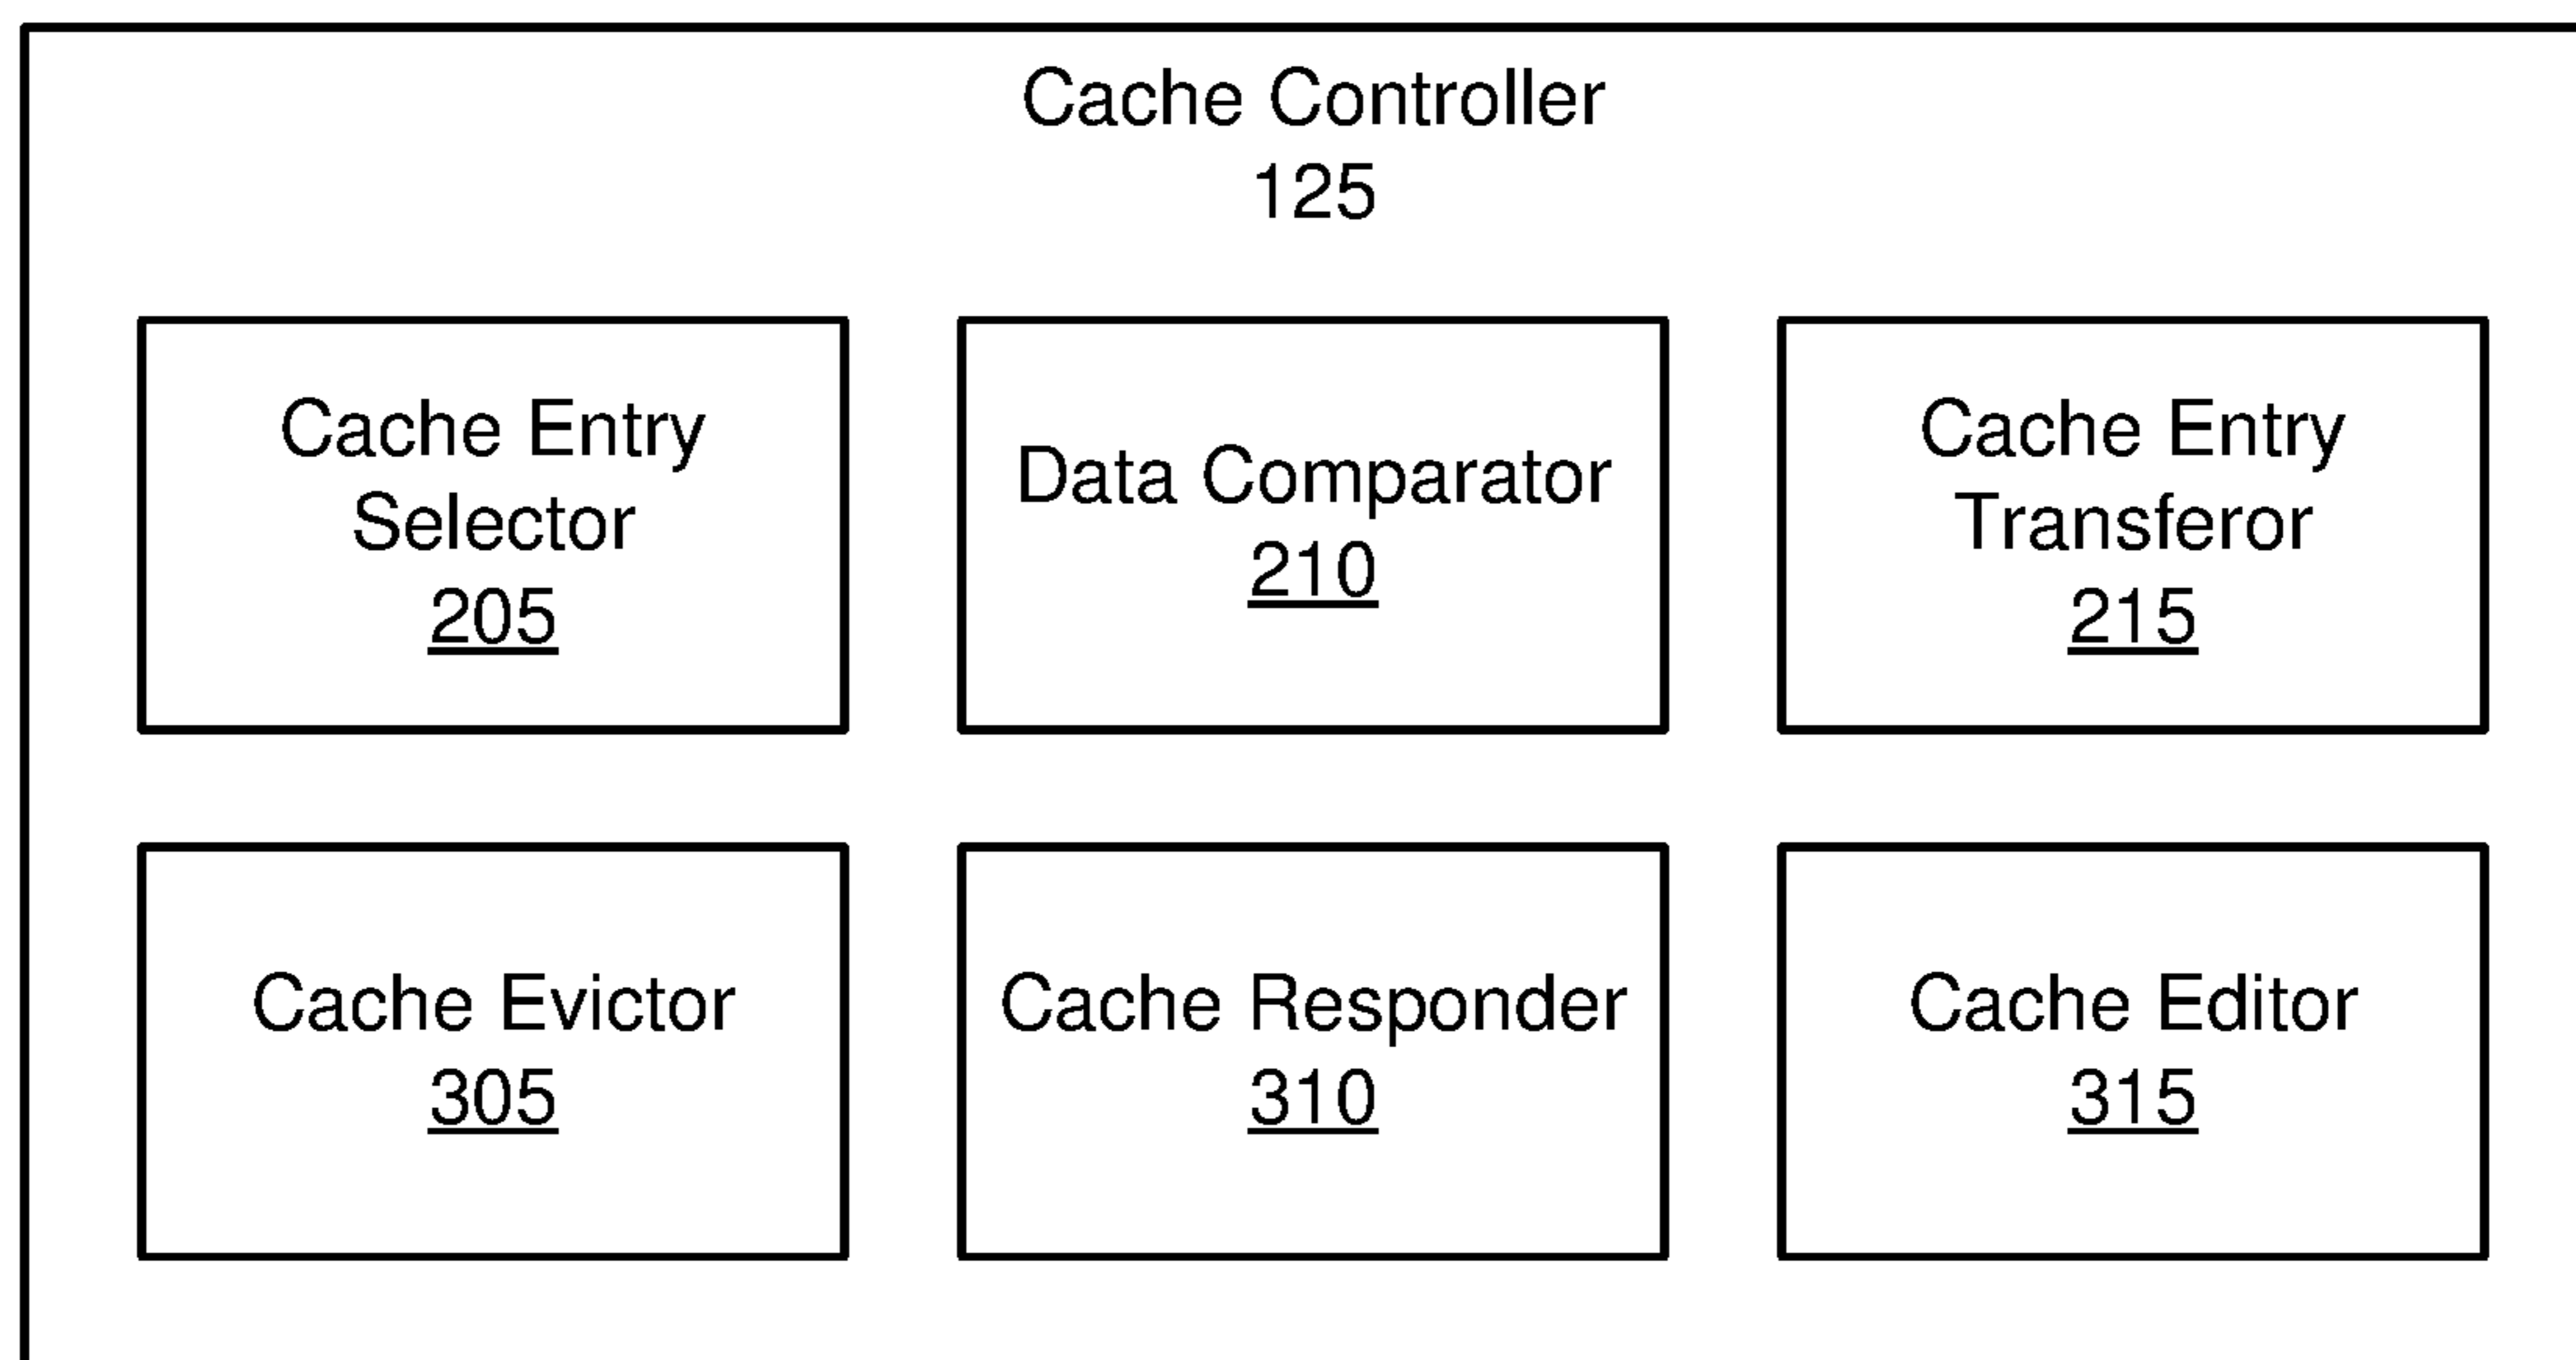 Cache Controller
125
Cache Entry
Selector
205
Data Comparator
210
Cache Entry
Transferor
215
Cache Evictor
305
Cache Responder
310
Cache Editor
315